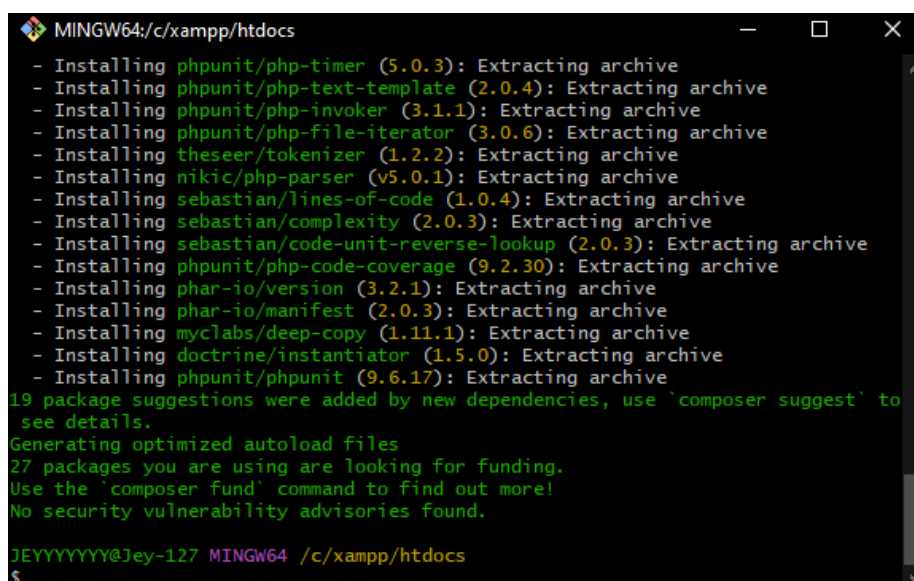 MINGW64:/c/xampp/htdocs
- Installing phpunit/php-timer (5.0.3): Extracting archive
- Installing phpunit/php-text-template (2.0.4): Extracting archive
- Installing phpunit/php-invoker (3.1.1): Extracting archive
- Installing phpunit/php-file-iterator (3.0.6): Extracting archive
- Installing theseer/tokenizer (1.2.2): Extracting archive
- Installing nikic/php-parser (v5.0.1): Extracting archive
- Installing sebastian/lines-of-code (1.0.4): Extracting archive
- Installing sebastian/complexity (2.0.3): Extracting archive
- Installing sebastian/code-unit-reverse-lookup (2.0.3): Extracting archive
- Installing phpunit/php-code-coverage (9.2.30): Extracting archive
- Installing phar-io/version (3.2.1): Extracting archive
- Installing phar-io/manifest (2.0.3): Extracting archive
- Installing myclabs/deep-copy (1.11.1): Extracting archive
- Installing doctrine/instantiator (1.5.0): Extracting archive
- Installing phpunit/phpunit (9.6.17): Extracting archive
19 package suggestions were added by new dependencies, use `composer suggest` to
see details.
Generating optimized autoload files
27 packages you are using are looking for funding.
Use the `composer fund` command to find out more!
No security vulnerability advisories found.
JEYYYYYYY@Jey-127 MINGW64 /c/xampp/htdocs
$